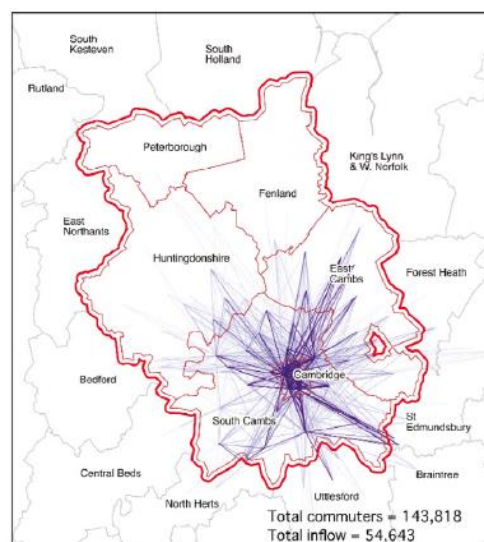 South
Kesteven
South
Holland
Rutland
Peterborough
King's Lynn
& W. Norfolk
Fenland
East
Northants
Huntingdonshire
East
Cambs
Forest Heath
Cambridge
Bedford
South Cambs
St
Edmundsbury
Central Beds
Braintree
North Herts
Uttlesford
Total commuters = 143,818
Total inflow = 54,643